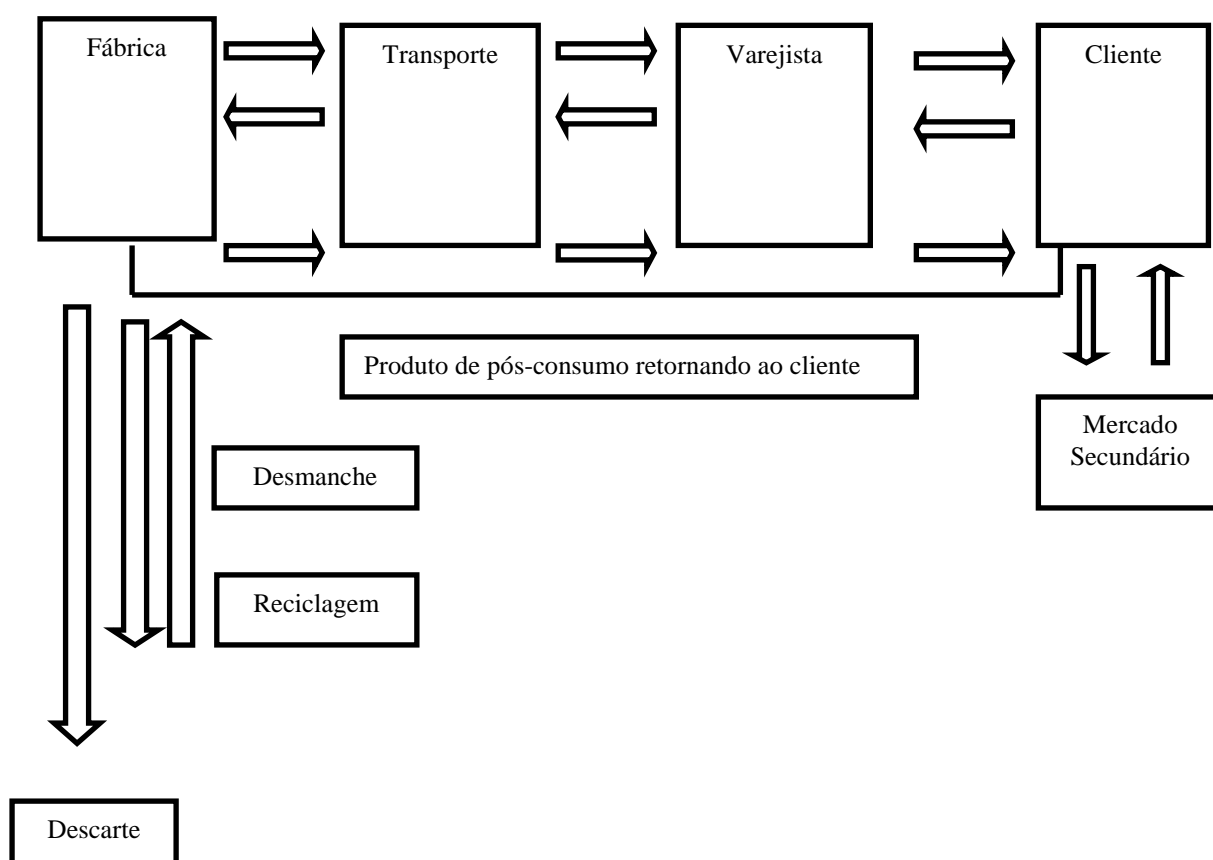 Fábrica
Transporte
Varejista
Cliente
Produto de pós-consumo retornando ao cliente
Mercado
Secundário
Desmanche
Reciclagem
Descarte